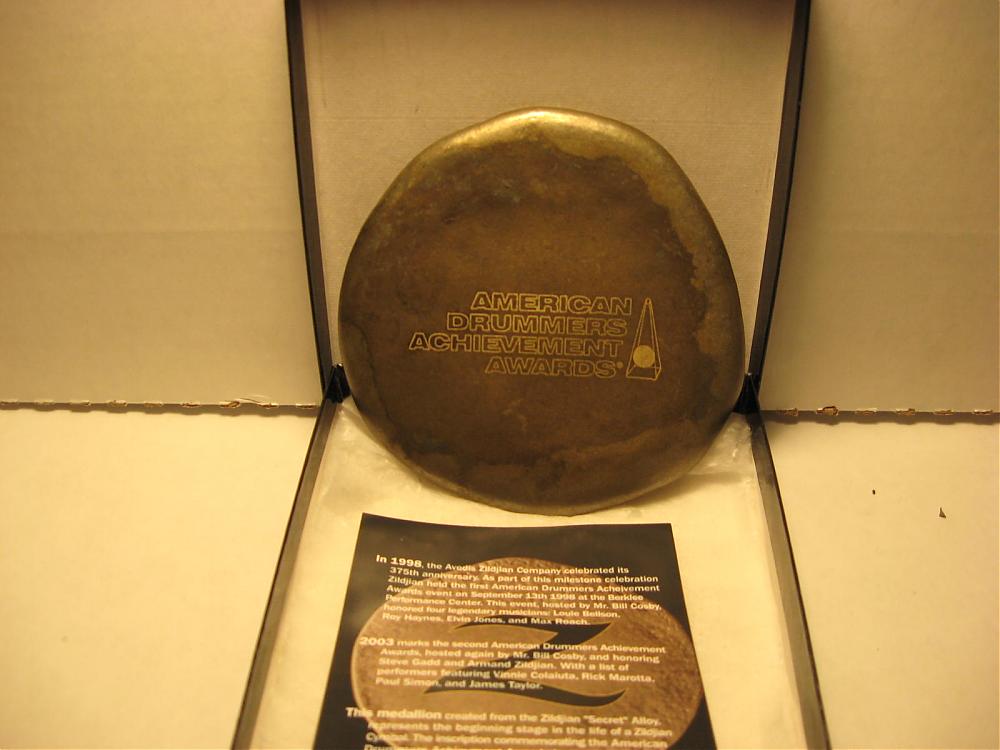 AMERICAN
DRUMMERS
ACHIEVEMENT
AWARDS®
In 1998, the Avedis Zildjian Company celebrated its
375th anniversary. As part of this milestone celebration
Zildjian held the first American Drummers Acheivement
Awards event on September 13th 1998 at the Berklee
Performance Center. This event, hosted by Mr. Bill Cosby,
honored four legendary musicians: Louie Bellson,
Roy Haynes, Elvin Jones, and Max Roach.
2003 marks the second American Drummers Achievement
Awards, hosted again by Mr. Bill Cosby, and honoring
Steve Gadd and Armand Zildjian. With a list of
performers featuring Vinnie Colaiuta, Rick Marotta,
Paul Simon, and James Taylor.
This medallion created from the Zildjian "Secret" Alloy,
represents the beginning stage in the life of a Zildjian
Cymbal. The inscription commemorating the American